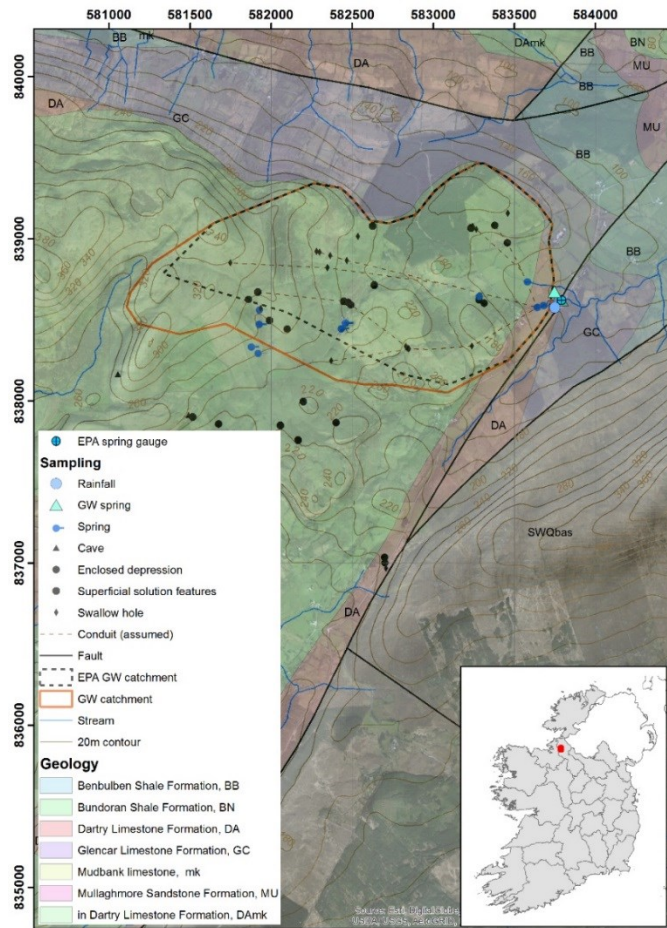 581000 581500 582000 582500 583000 583500 584000
840000
839000
838000
837000
836000
835000
BB
mk
DA
GC
DA
DAmk
BB
BN
MU
BB
BB
MU
BB
GC
DA
DA
SWQbas
EPA spring gauge
Sampling
Rainfall
GW spring
Spring
Cave
Enclosed depression
Superficial solution features
Swallow hole
Conduit (assumed)
Fault
EPA GW catchment
GW catchment
Stream
20m contour
Geology
Benbulben Shale Formation, BB
Bundoran Shale Formation, BN
Dartry Limestone Formation, DA
Glencar Limestone Formation, GC
Mudbank limestone, mk
Mullaghmore Sandstone Formation, MU
in Dartry Limestone Formation, DAmk